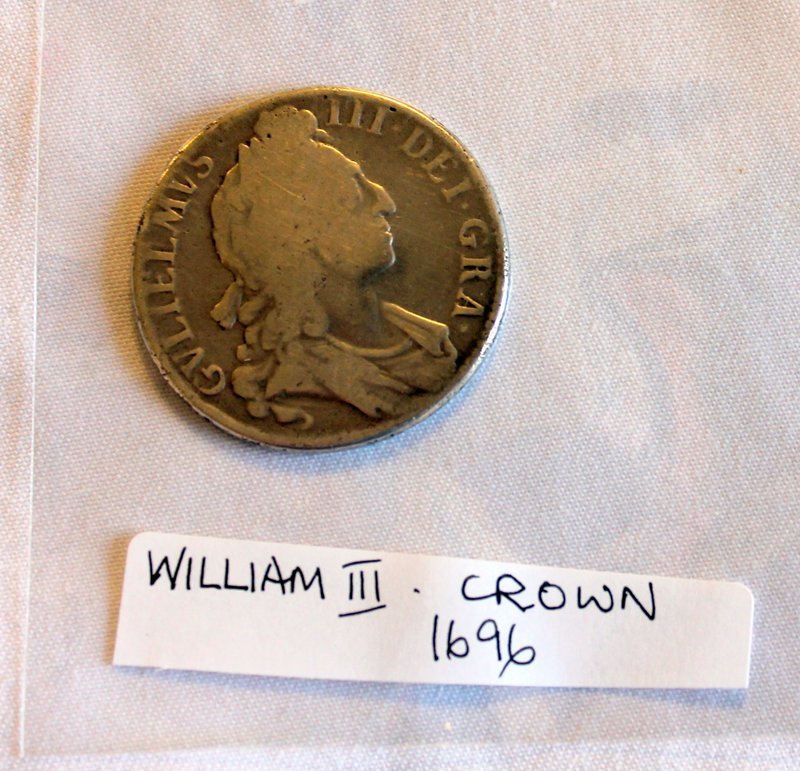 GVLIELMVS III·DEI·GRA·
WILLIAM III. CROWN
1696